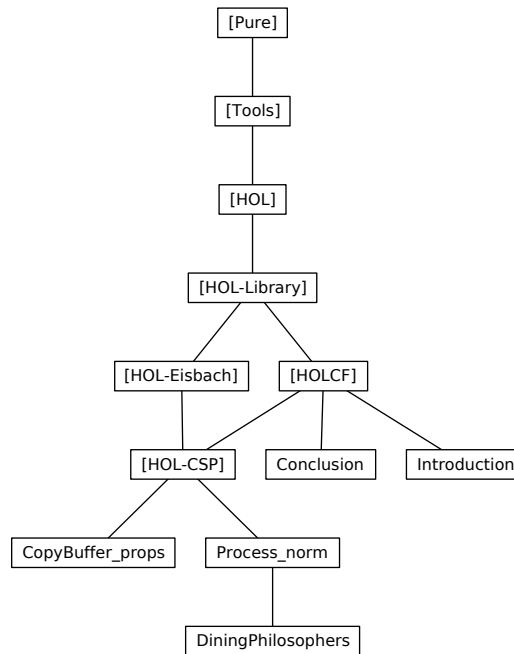 [Pure]
[Tools]
[HOL]
[HOL-Library]
[HOL-Eisbach]
[HOLCF]
[HOL-CSP]
Conclusion
Introduction
CopyBuffer_props
Process_norm
DiningPhilosophers